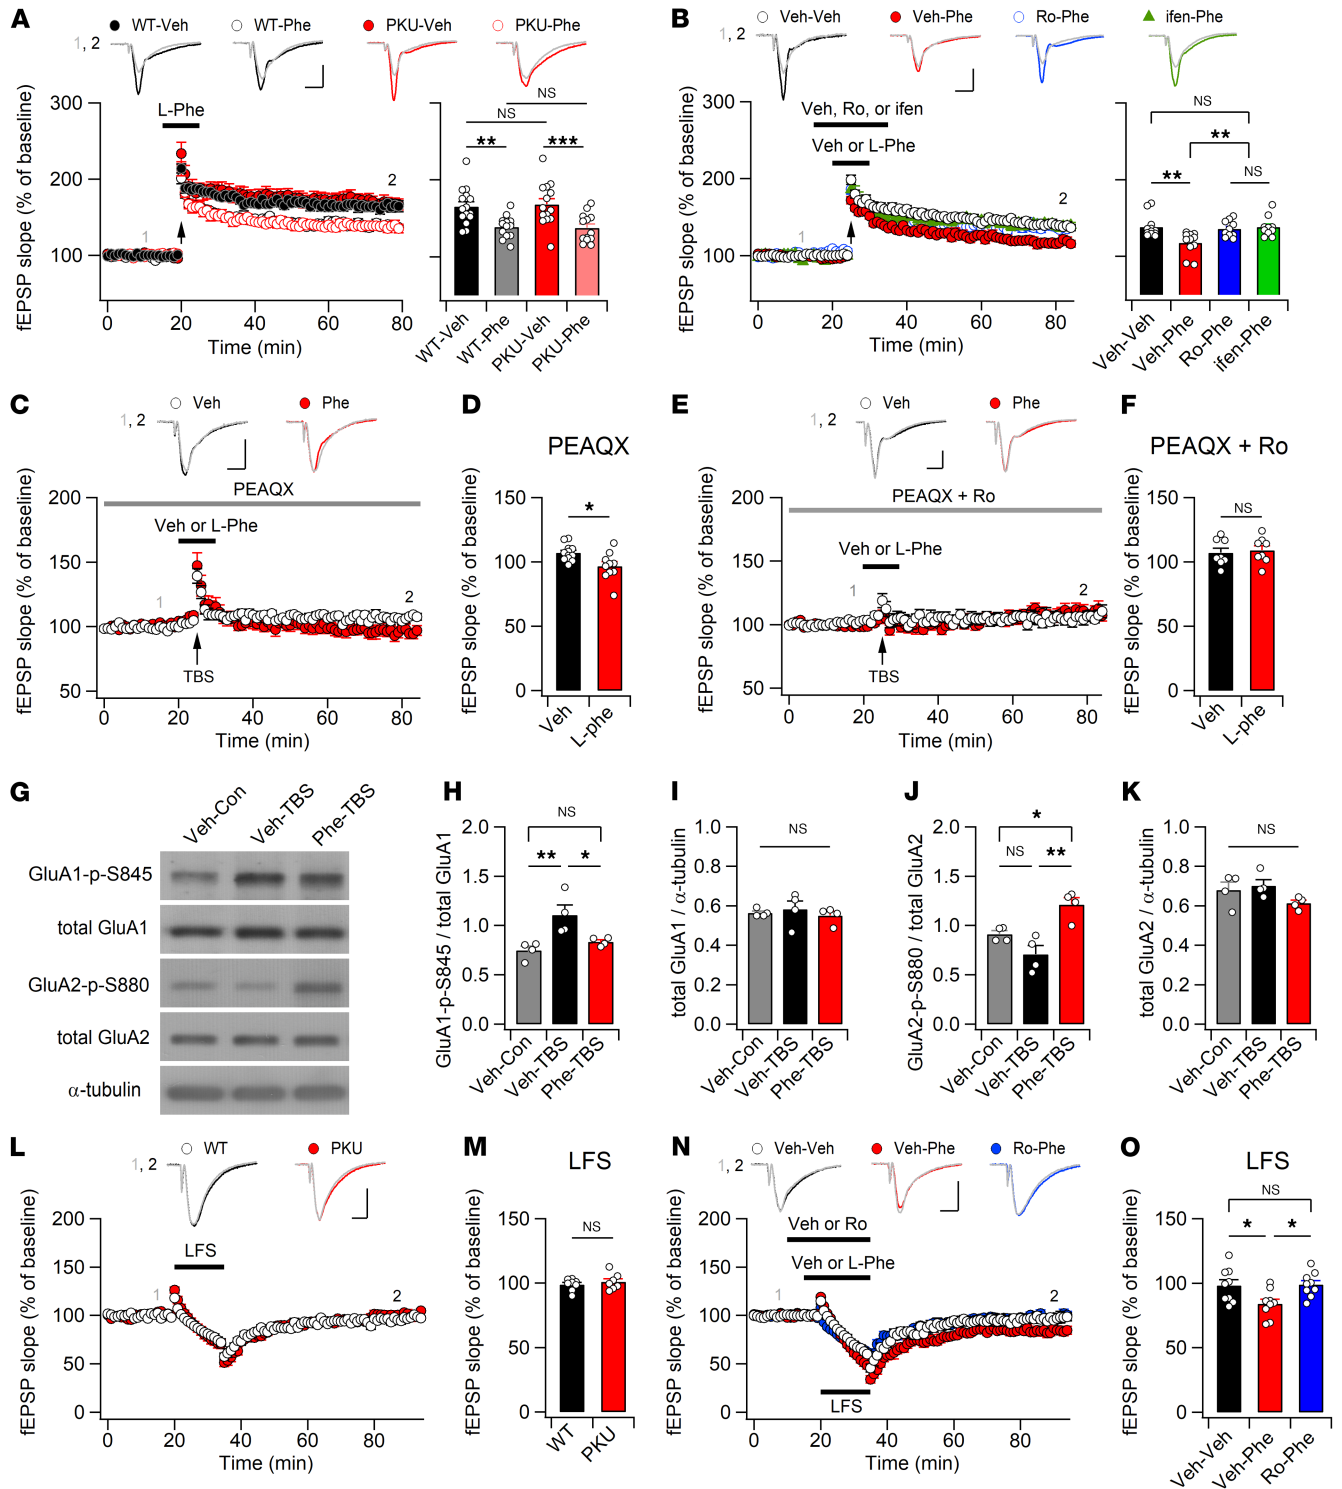 A
WT-Veh
WT-Phe
PKU-Veh
PKU-Phe
1, 2
300
200
100
fEPSP slope (% of baseline)
L-Phe
1
2
0
20
40
60
80
Time (min)
NS
NS
**
***
WT-Veh
WT-Phe
PKU-Veh
PKU-Phe
B
Veh-Veh
Veh-Phe
Ro-Phe
ifen-Phe
1, 2
300
200
100
fEPSP slope (% of baseline)
Veh, Ro, or ifen
Veh or L-Phe
1
2
0
20
40
60
80
Time (min)
NS
**
**
NS
Veh-Veh
Veh-Phe
Ro-Phe
ifen-Phe
C
Veh
Phe
1, 2
200
150
100
50
fEPSP slope (% of baseline)
PEAQX
Veh or L-Phe
1
2
TBS
0
20
40
60
80
Time (min)
D
PEAQX
150
100
50
0
fEPSP slope (% of baseline)
*
Veh
L-phe
E
Veh
Phe
1, 2
200
150
100
50
fEPSP slope (% of baseline)
PEAQX + Ro
Veh or L-Phe
1
2
TBS
0
20
40
60
80
Time (min)
F
PEAQX + Ro
150
100
50
0
fEPSP slope (% of baseline)
NS
Veh
L-phe
G
Veh-Con
Veh-TBS
Phe-TBS
GluA1-p-S845
total GluA1
GluA2-p-S880
total GluA2
α-tubulin
H
2.0
1.5
1.0
0.5
0.0
GluA1-p-S845 / total GluA1
NS
**
*
Veh-Con
Veh-TBS
Phe-TBS
I
1.0
0.8
0.6
0.4
0.2
0.0
total GluA1 / α-tubulin
NS
Veh-Con
Veh-TBS
Phe-TBS
J
2.0
1.5
1.0
0.5
0.0
GluA2-p-S880 / total GluA2
*
NS
**
Veh-Con
Veh-TBS
Phe-TBS
K
1.0
0.8
0.6
0.4
0.2
0.0
total GluA2 / α-tubulin
NS
Veh-Con
Veh-TBS
Phe-TBS
L
WT
PKU
1, 2
200
150
100
50
0
fEPSP slope (% of baseline)
LFS
1
2
0
20
40
60
80
Time (min)
M
LFS
150
100
50
0
fEPSP slope (% of baseline)
NS
WT
PKU
N
Veh-Veh
Veh-Phe
Ro-Phe
1, 2
200
150
100
50
0
fEPSP slope (% of baseline)
Veh or Ro
Veh or L-Phe
1
2
LFS
0
20
40
60
80
Time (min)
O
LFS
150
100
50
0
fEPSP slope (% of baseline)
NS
*
*
Veh-Veh
Veh-Phe
Ro-Phe